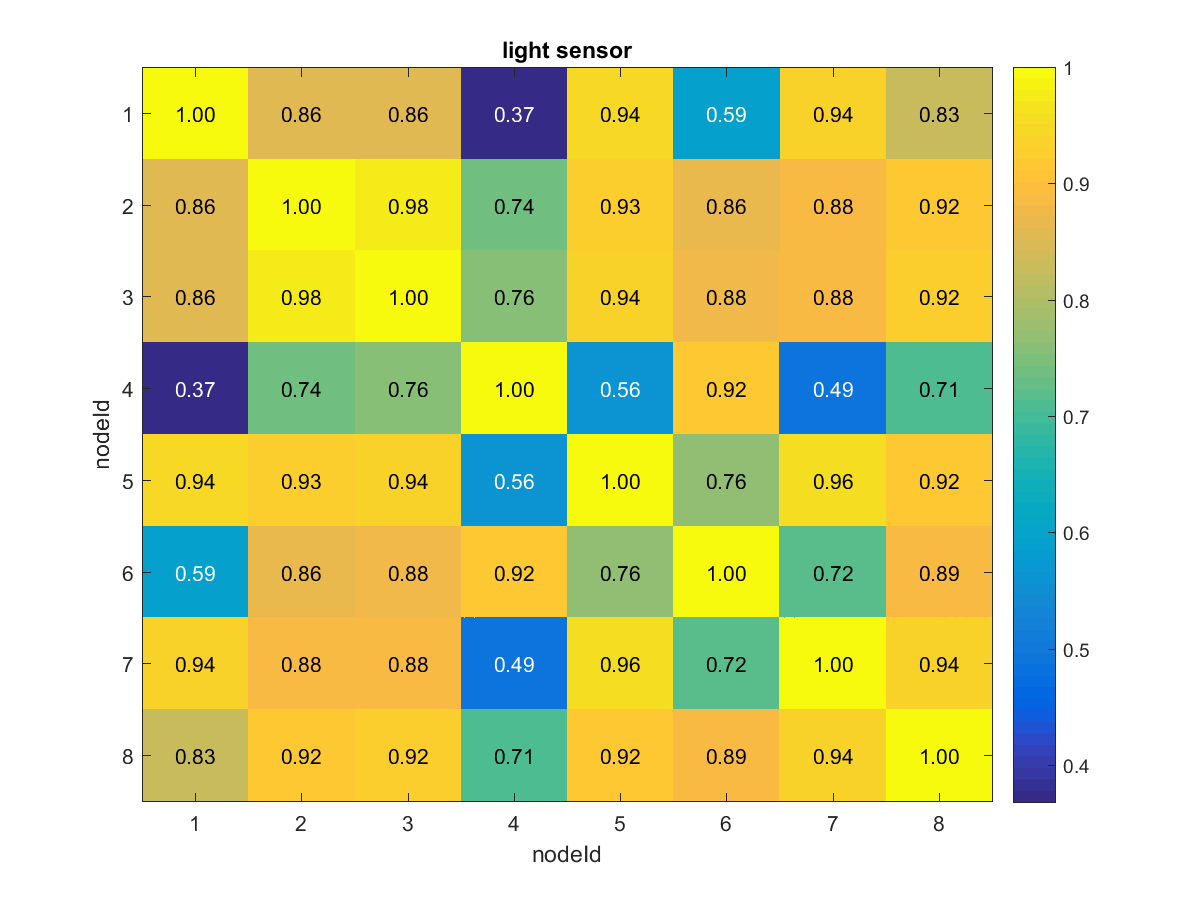 light sensor
1 1.00 0.86 0.86 0.37 0.94 0.59 0.94 0.83
2 0.86 1.00 0.98 0.74 0.93 0.86 0.88 0.92
3 0.86 0.98 1.00 0.76 0.94 0.88 0.88 0.92
4 0.37 0.74 0.76 1.00 0.56 0.92 0.49 0.71
5 0.94 0.93 0.94 0.56 1.00 0.76 0.96 0.92
6 0.59 0.86 0.88 0.92 0.76 1.00 0.72 0.89
7 0.94 0.88 0.88 0.49 0.96 0.72 1.00 0.94
8 0.83 0.92 0.92 0.71 0.92 0.89 0.94 1.00
1 2 3 4 5 6 7 8
nodeId
nodeId
1
0.9
0.8
0.7
0.6
0.5
0.4